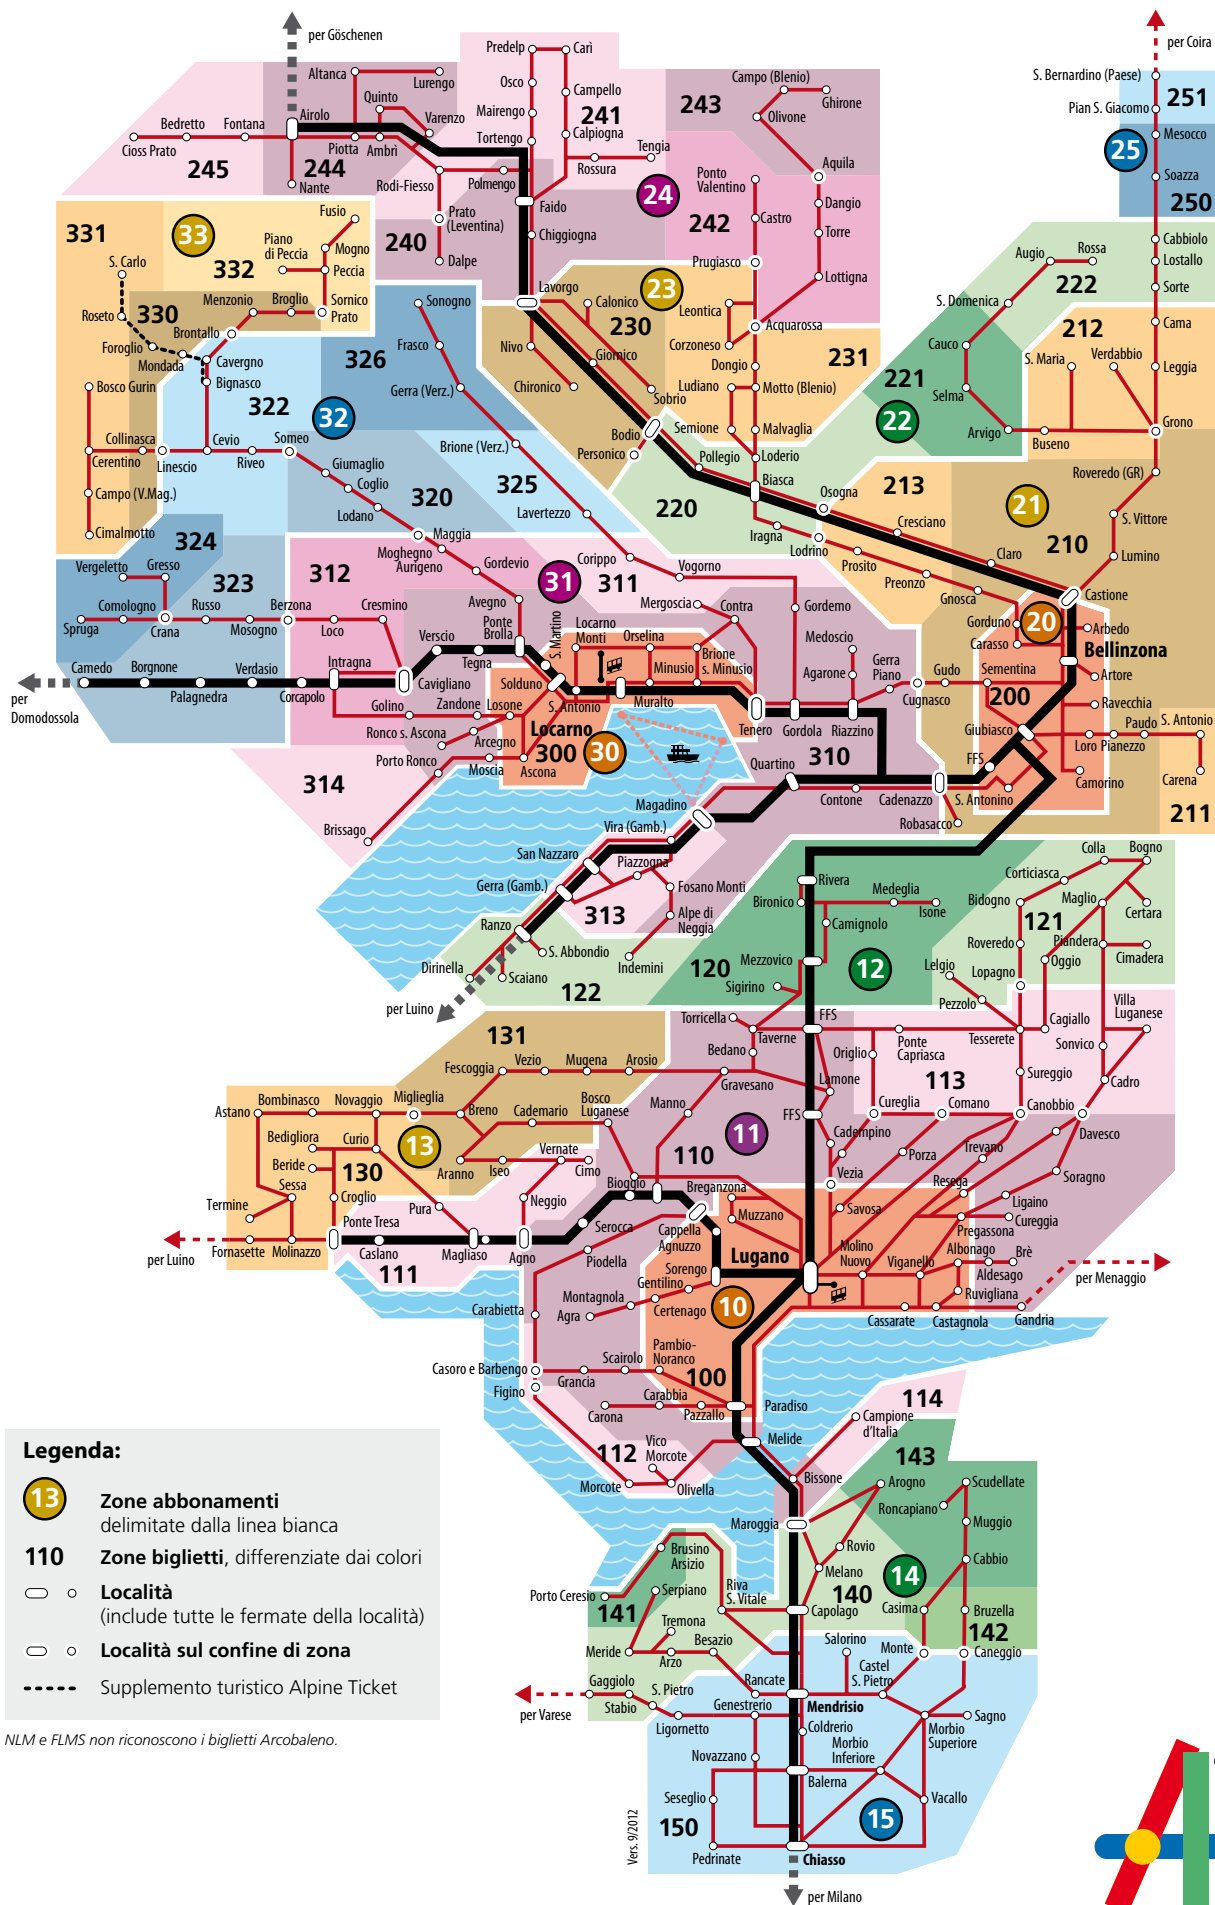 per Göschenen
Predelp
Carì
per Coira
Altanca
Lurengo
Osco
Campello
Campo (Blenio)
Ghirone
S. Bernardino (Paese)
251
Quinto
Mairengo
241
243
Olivone
Pian S. Giacomo
Airolo
Varenzo
Bedretto
Fontana
Tortengo
Calpiogna
Mesocco
Cioss Prato
Piotta
Ambrì
Tengia
Rossura
25
245
244
Nante
Rodi-Fiesso
Polmengo
24
Ponto
Valentino
Aquila
Soazza
250
331
33
Fusio
Prato
(Leventina)
Faido
Dangio
Castro
242
Torre
Piano
di Peccia
Mogno
240
Chiggiogna
Cabbiolo
S. Carlo
332
Peccia
Dalpe
Prugiasco
Lottigna
Augio
Rossa
Lostallo
222
Sorte
330
Menzonio
Broglio
Sornico
Prato
Sonogno
Lavorgo
Calonico
23
230
Leontica
S. Domenica
Roseto
Brontallo
Acquarossa
212
Cama
Foroglio
Mondada
Cavergno
326
Frasco
Nivo
Giornico
Corzoneso
Cauco
S. Maria
Verdabbio
Leggia
Bosco Gurin
Bignasco
Gerra (Verz.)
Chironico
Dongio
231
221
322
32
Sobrio
Ludiano
Motto (Blenio)
Selma
22
Collinasca
Cevio
Someo
Brione (Verz.)
Bodio
Semione
Malvaglia
Arvigo
Buseno
Grono
Cerentino
Linescio
Riveo
Personico
Pollegio
Loderio
Giumaglio
Coglio
325
Biasca
Roveredo (GR)
Campo (V.Mag.)
320
Lodano
Lavertezzo
220
Osogna
213
21
S. Vittore
Cimalmotto
324
Maggia
Iragna
Lodrino
Cresciano
210
Vergeletto
Gresso
Moghegno
Aurigeno
Gordevio
Corippo
Prosito
Claro
Lumino
323
312
31
311
Vogorno
Preonzo
Comologno
Russo
Berzona
Cresmino
Avegno
Mergoscia
Contra
Gordemo
Gnosca
Castione
Spruga
Crana
Mosogno
Loco
Ponte
Brolla
S. Martino
Locarno
Monti
Orselina
Gorduno
20
Arbedo
Verscio
Medoscio
Carasso
Bellinzona
Camedo
Borgnone
Verdasio
Intragna
Tegna
Minusio
Brione
s. Minusio
Agarone
Gerra
Piano
Gudo
Sementina
Artore
per
Domodossola
Palagnedra
Corcapolo
Cavigliano
Solduno
200
Golino
Zandone
Losone
S. Antonio
Muralto
Cugnasco
Ravecchia
Ronco s. Ascona
Locarno
Tenero
Gordola
Riazzino
Giubiasco
Paudo
S. Antonio
Arcegno
300
30
310
Loro
Pianezzo
Porto Ronco
Ascona
Quartino
FFS
Moscia
Camorino
Carena
314
Magadino
Contone
Cadenazzo
S. Antonino
211
Brissago
Vira (Gamb.)
Robasacco
San Nazzaro
Piazzogna
Colla
Bogno
Gerra (Gamb.)
Fosano Monti
Rivera
Medeglia
Corticiasca
313
Bironico
Isone
Bidogno
Maglio
Certara
Ranzo
Alpe di
Neggia
Camignolo
121
S. Abbondio
Roveredo
Piandera
Dirinella
Indemini
120
Mezzovico
12
Lelgio
Lopagno
Oggio
Cimadera
Scaiano
122
Sigirino
Pezzolo
per Luino
Torricella
FFS
Villa
Luganese
131
Taverne
Ponte
Capriasca
Tesserete
Cagiallo
Sonvico
Fescoggia
Vezio
Mugena
Arosio
Bedano
Origlio
Gravesano
Lamone
113
Sureggio
Cadro
Bombinasco
Novaggio
Miglieglia
Bosco
Luganese
Manno
Astano
Breno
Cademario
FFS
Cureglia
Comano
Canobbio
Bedigliora
Curio
13
11
Cadempino
Davesco
Beride
130
Vernate
110
Trevano
Aranno
Iseo
Cimo
Porza
Sessa
Bioggio
Breganzona
Vezia
Soragno
Termine
Croglio
Neggio
Resega
Pura
Muzzano
Savosa
Ligaino
Ponte Tresa
Serocca
Cappella
Agnuzzo
Cureggia
per Luino
Fornasette
Molinazzo
Caslano
Magliaso
Agno
Lugano
Molino
Nuovo
Pregassona
Piodella
Sorengo
Viganello
Albonago
Brè
111
Gentilino
Aldesago
per Menaggio
Montagnola
10
Ruvigliana
Carabietta
Agra
Certenago
Cassarate
Castagnola
Gandria
Pambio-
Noranco
Casoro e Barbengo
Scairolo
100
Figino
Grancia
Carabbia
Paradiso
114
Carona
Pazzallo
Campione
d'Italia
Vico
Morcote
Melide
112
143
Bissone
Arogno
Scudellate
Morcote
Olivella
Roncapiano
Maroggia
Muggio
Brusino
Arsizio
Rovio
Melano
14
Cabbio
Serpiano
Riva
S. Vitale
140
Porto Ceresio
141
Capolago
Casima
Bruzella
Tremona
142
Salorino
Monte
Meride
Besazio
Caneggio
Arzo
Castel
S. Pietro
Gaggiolo
Rancate
S. Pietro
Mendrisio
per Varese
Stabio
Genestrerio
Ligornetto
Coldrerio
Sagno
Morbio
Superiore
Morbio
Inferiore
Novazzano
Balerna
Seseglio
Vacallo
150
15
Pedrinate
Chiasso
per Milano
Vers. 9/2012
Legenda:
13
Zone abbonamenti
delimitate dalla linea bianca
110
Zone biglietti, differenziate dai colori
Località
(include tutte le fermate della località)
Località sul confine di zona
Supplemento turistico Alpine Ticket
NLM e FLMS non riconoscono i biglietti Arcobaleno.